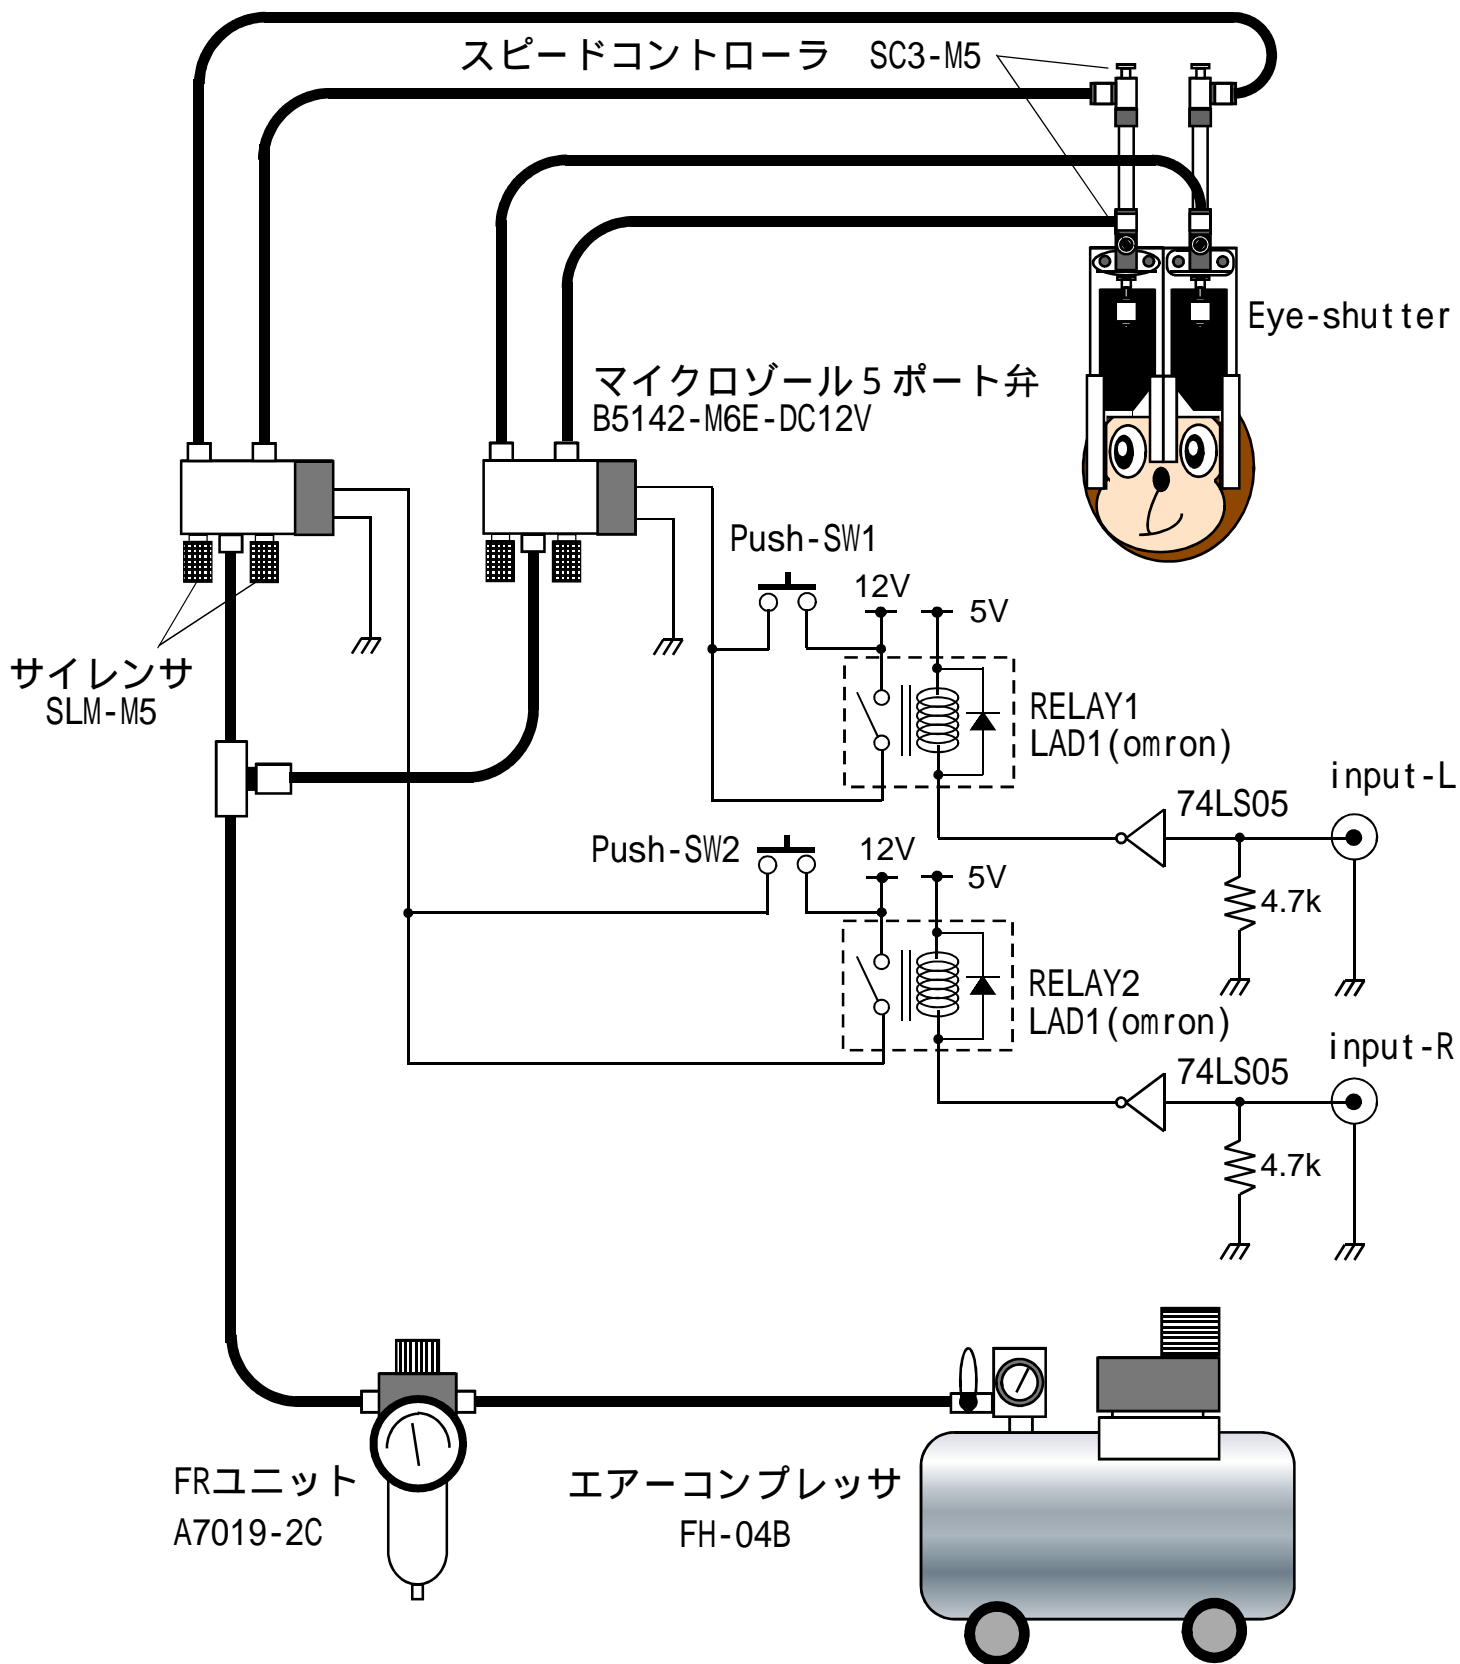 スピードコントローラ SC3-M5
Eye-shutter
マイクロゾール5ポート弁
B5142-M6E-DC12V
Push-SW1
12V
5V
サイレンサ
SLM-M5
RELAY1
LAD1(omron)
input-L
74LS05
Push-SW2
12V
5V
4.7k
RELAY2
LAD1(omron)
input-R
74LS05
4.7k
FRユニット
A7019-2C
エアーコンプレッサ
FH-04B